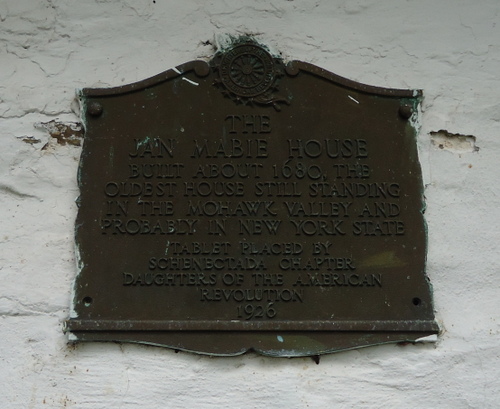 THE
JAN MABIE HOUSE
BUILT ABOUT 1680, THE
OLDEST HOUSE STILL STANDING
IN THE MOHAWK VALLEY AND
PROBABLY IN NEW YORK STATE
TABLET PLACED BY
SCHENECTADA CHAPTER
DAUGHTERS OF THE AMERICAN
REVOLUTION
1926